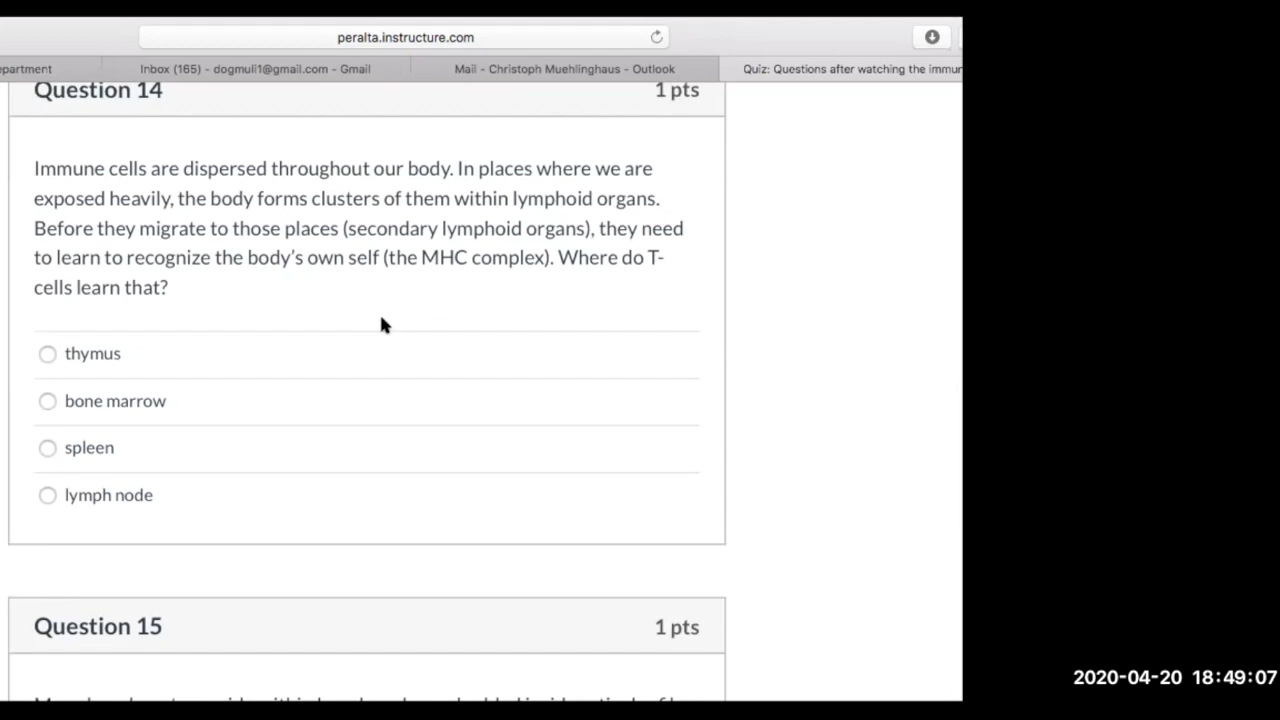 peralta.instructure.com
epartment
Inbox (165) - dogmuli1@gmail.com - Gmail
Mail - Christoph Muehlinghaus - Outlook
Quiz: Questions after watching the immur
Question 14
1 pts
Immune cells are dispersed throughout our body. In places where we are
exposed heavily, the body forms clusters of them within lymphoid organs.
Before they migrate to those places (secondary lymphoid organs), they need
to learn to recognize the body's own self (the MHC complex). Where do T-
cells learn that?
thymus
bone marrow
spleen
lymph node
Question 15
1 pts
2020-04-20 18:49:07